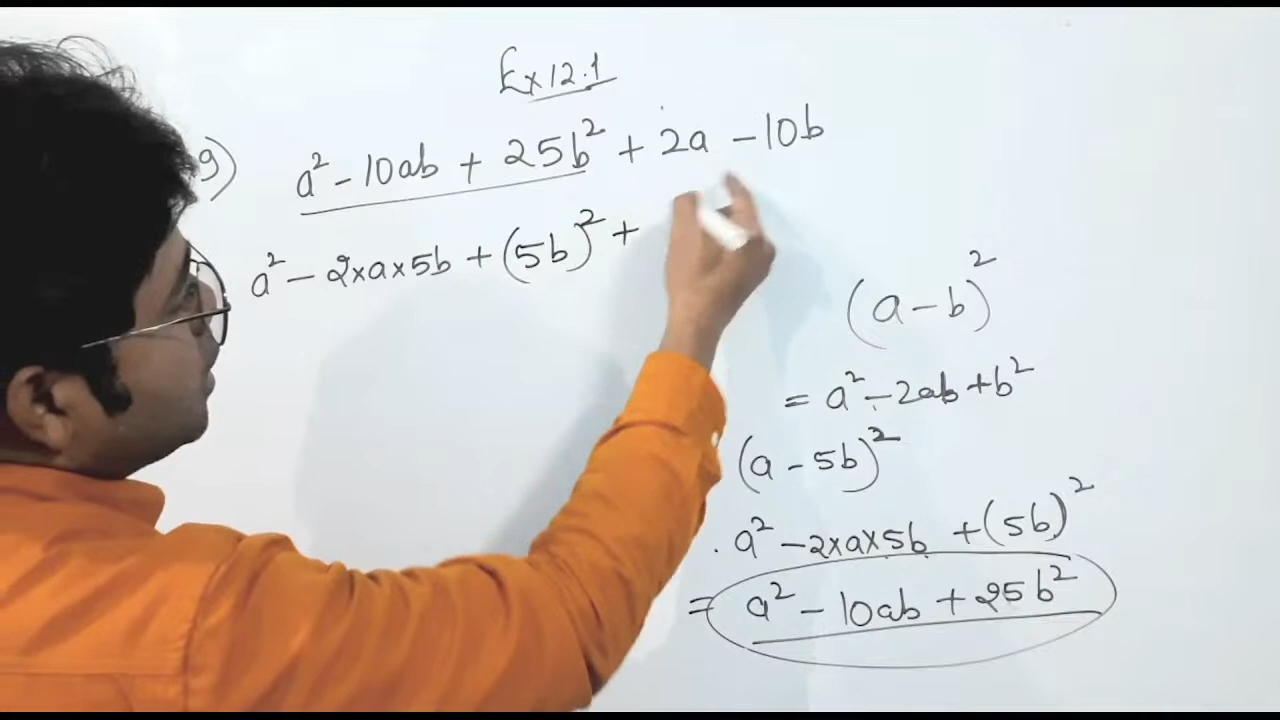 Ex 12.1
9) a² - 10ab + 25b² + 2a - 10b
a² - 2×a×5b + (5b)² +
(a - b)²
= a² - 2ab + b²
(a - 5b)²
a² - 2×a×5b + (5b)²
= a² - 10ab + 25b²